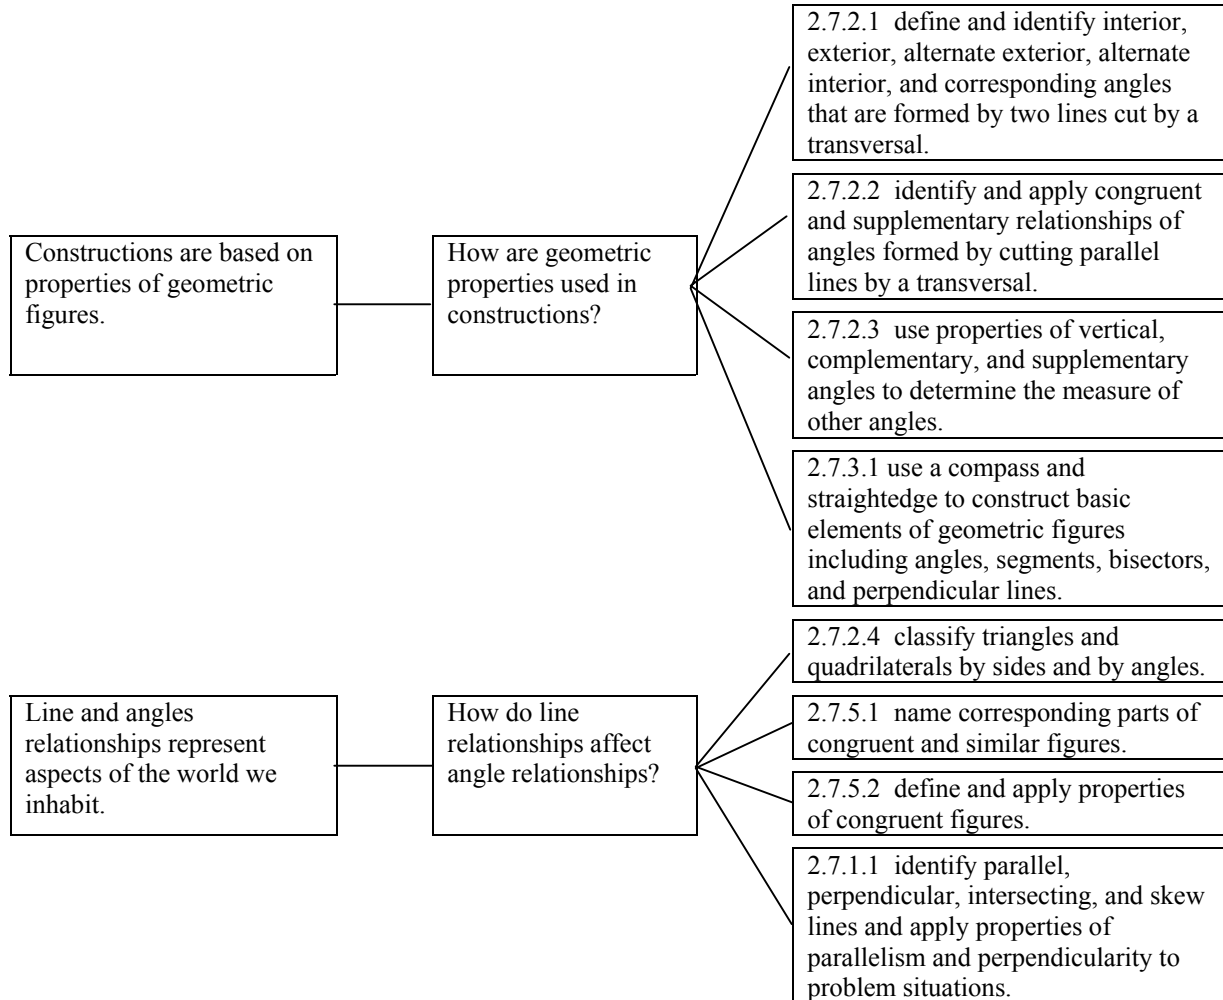 Constructions are based on
properties of geometric
figures.
How are geometric
properties used in
constructions?
2.7.2.1 define and identify interior,
exterior, alternate exterior, alternate
interior, and corresponding angles
that are formed by two lines cut by a
transversal.
2.7.2.2 identify and apply congruent
and supplementary relationships of
angles formed by cutting parallel
lines by a transversal.
2.7.2.3 use properties of vertical,
complementary, and supplementary
angles to determine the measure of
other angles.
2.7.3.1 use a compass and
straightedge to construct basic
elements of geometric figures
including angles, segments, bisectors,
and perpendicular lines.
Line and angles
relationships represent
aspects of the world we
inhabit.
How do line
relationships affect
angle relationships?
2.7.2.4 classify triangles and
quadrilaterals by sides and by angles.
2.7.5.1 name corresponding parts of
congruent and similar figures.
2.7.5.2 define and apply properties
of congruent figures.
2.7.1.1 identify parallel,
perpendicular, intersecting, and skew
lines and apply properties of
parallelism and perpendicularity to
problem situations.